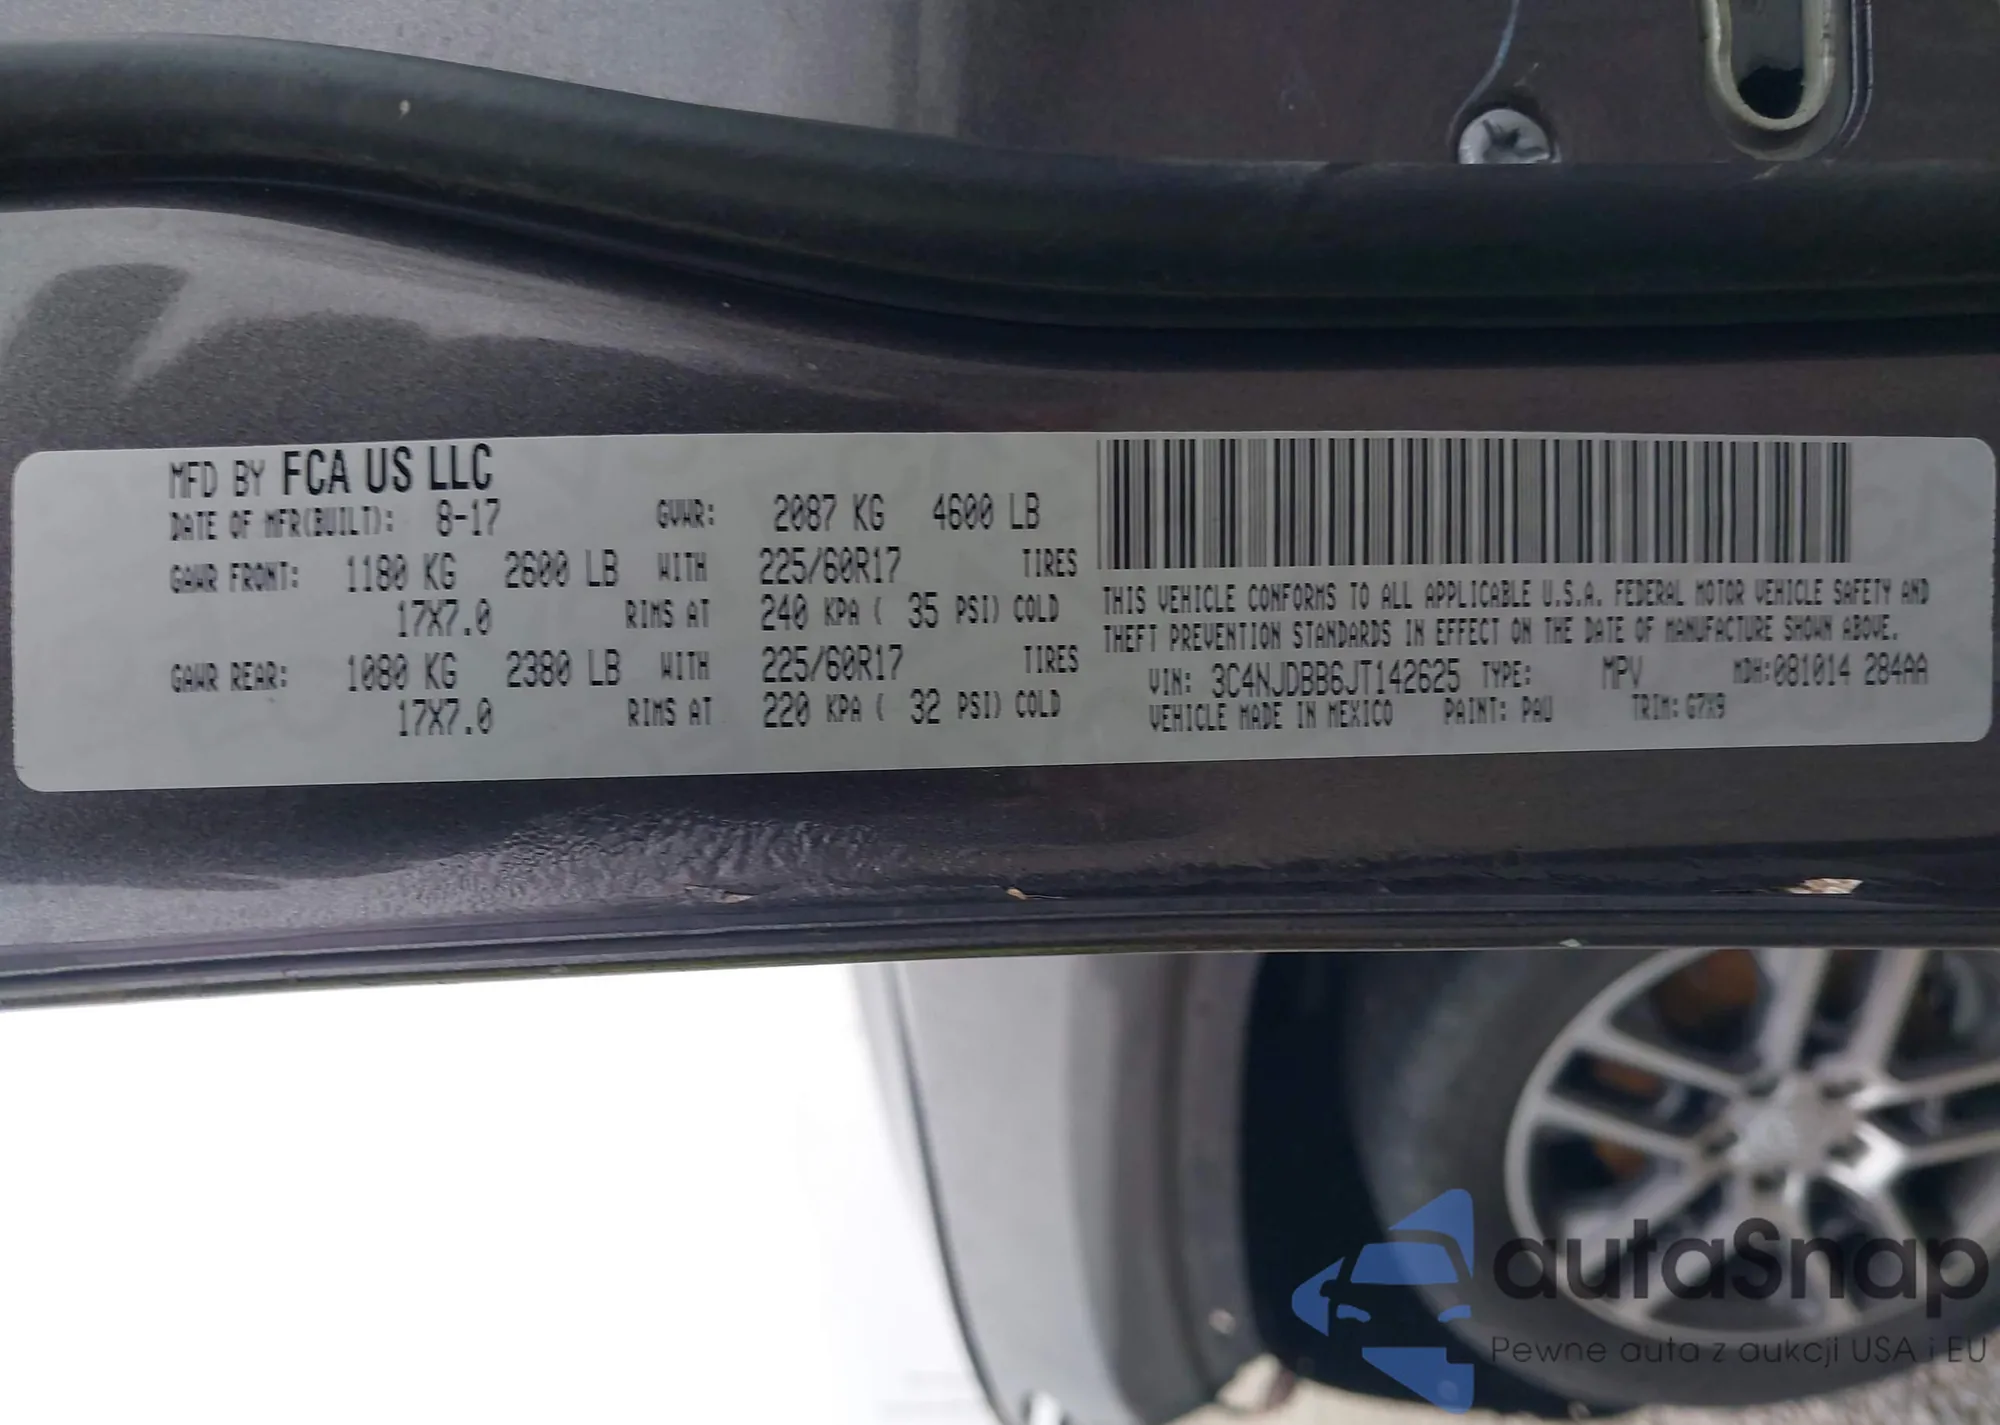 MFD BY FCA US LLC
DATE OF MFR(BUILT): 8-17 GVWR: 2087 KG 4600 LB
GAWR FRONT: 1180 KG 2600 LB WITH 225/60R17 TIRES
17X7.0 RIMS AT 240 KPA ( 35 PSI) COLD
GAWR REAR: 1080 KG 2380 LB WITH 225/60R17 TIRES
17X7.0 RIMS AT 220 KPA ( 32 PSI) COLD
THIS VEHICLE CONFORMS TO ALL APPLICABLE U.S.A. FEDERAL MOTOR VEHICLE SAFETY AND
THEFT PREVENTION STANDARDS IN EFFECT ON THE DATE OF MANUFACTURE SHOWN ABOVE.
VIN: 3C4NJDBB6JT142625 TYPE: MPV MDH:081014 284AA
VEHICLE MADE IN MEXICO PAINT: PAU TRIM: G7X9
autaSnap
Pewne auta z aukcji USA i EU